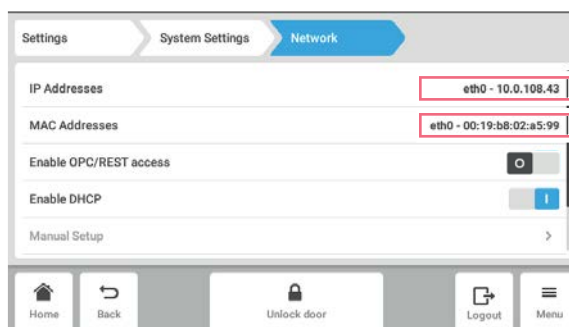 Settings System Settings Network
IP Addresses eth0 - 10.0.108.43
MAC Addresses eth0 - 00:19:b8:02:a5:99
Enable OPC/REST access O
Enable DHCP I
Manual Setup >
Home Back Unlock door Logout Menu